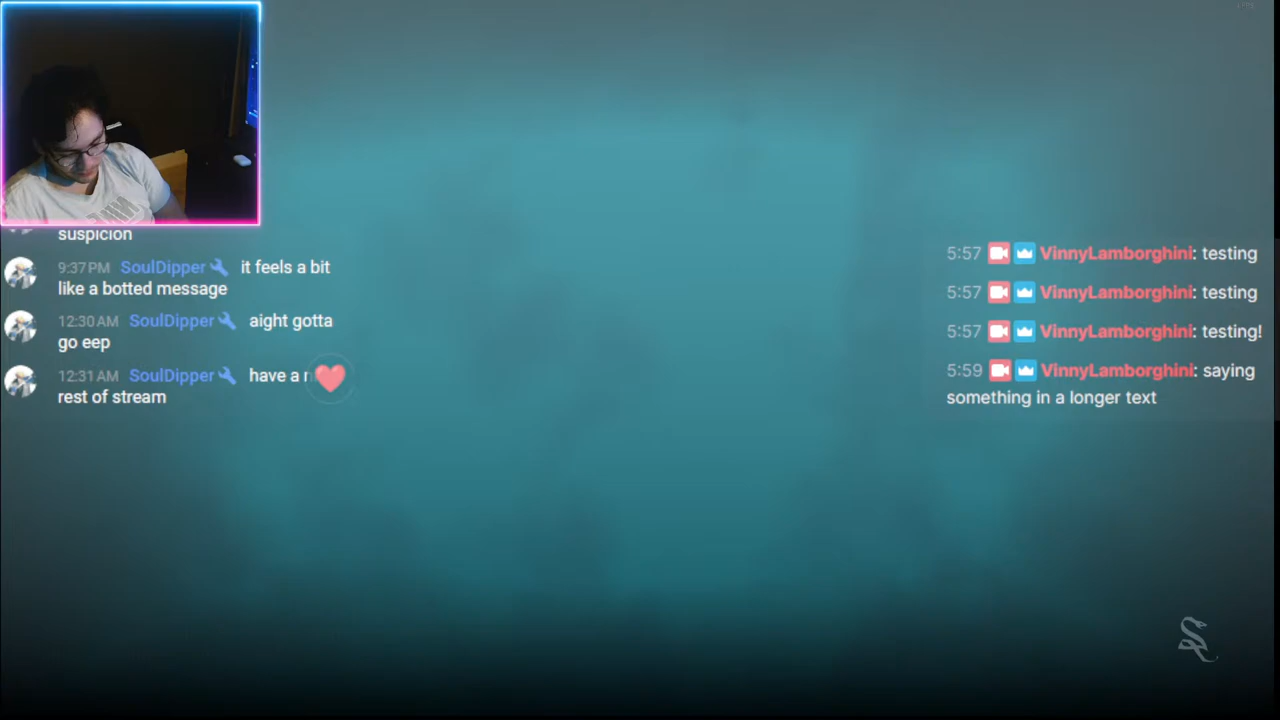 suspicion
9:37 PM SoulDipper it feels a bit
like a botted message
12:30 AM SoulDipper aight gotta
go eep
12:31 AM SoulDipper have a
rest of stream
5:57 VinnyLamborghini: testing
5:57 VinnyLamborghini: testing
5:57 VinnyLamborghini: testing!
5:59 VinnyLamborghini: saying
something in a longer text